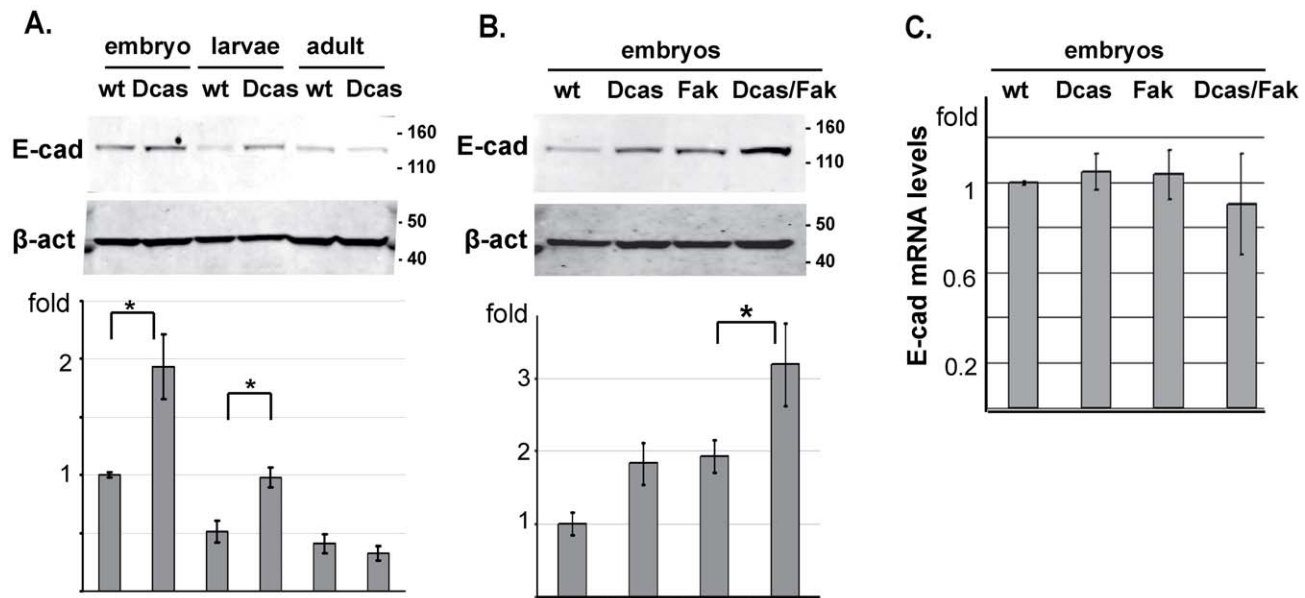 A.
embryo larvae adult
wt Dcas wt Dcas wt Dcas
E-cad
- 160
- 110
β-act
- 50
- 40
fold
*
2
*
1
B.
embryos
wt Dcas Fak Dcas/Fak
E-cad
- 160
- 110
β-act
- 50
- 40
fold
*
3
2
1
C.
embryos
wt Dcas Fak Dcas/Fak
fold
E-cad mRNA levels
1
0.6
0.2